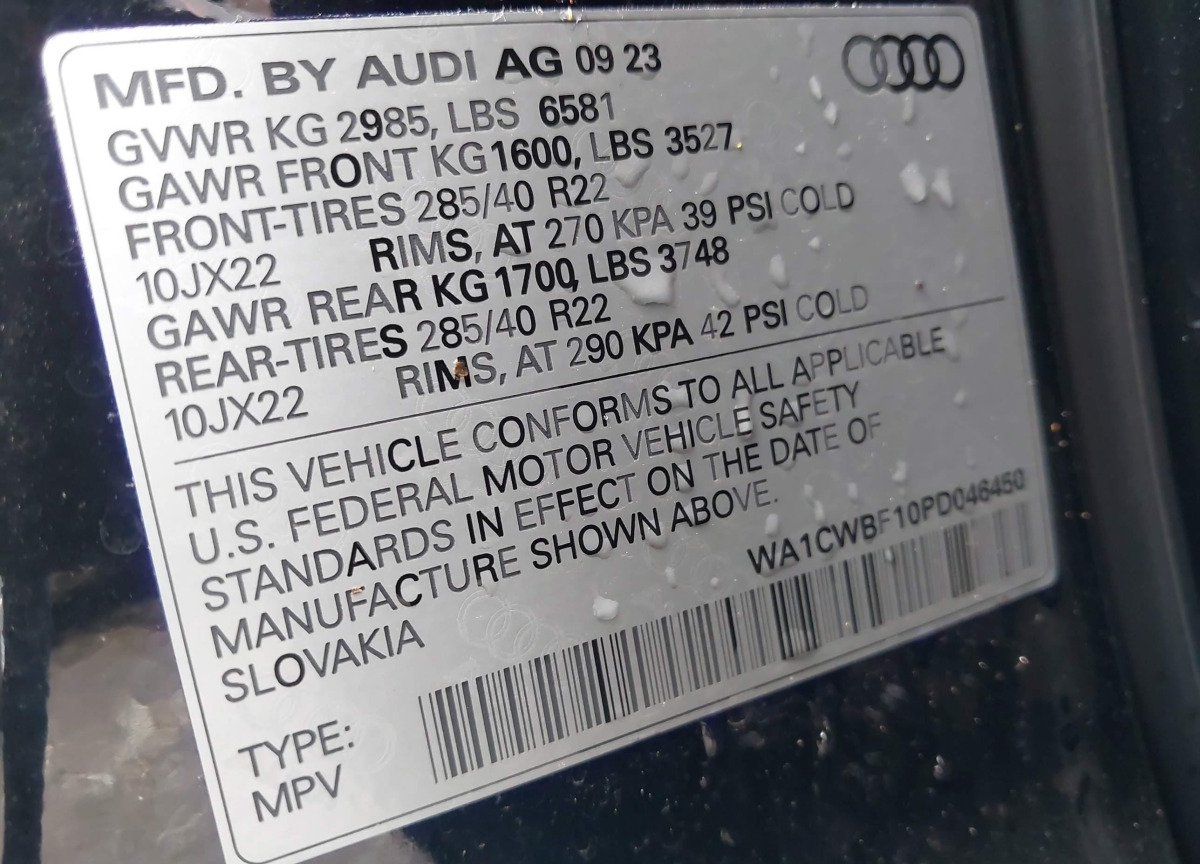 MFD. BY AUDI AG 09 23
GVWR KG 2985, LBS 6581
GAWR FRONT KG 1600, LBS 3527
FRONT-TIRES 285/40 R22
10JX22 RIMS, AT 270 KPA 39 PSI COLD
GAWR REAR KG 1700, LBS 3748
REAR-TIRES 285/40 R22
10JX22 RIMS, AT 290 KPA 42 PSI COLD
THIS VEHICLE CONFORMS TO ALL APPLICABLE
U.S. FEDERAL MOTOR VEHICLE SAFETY
STANDARDS IN EFFECT ON THE DATE OF
MANUFACTURE SHOWN ABOVE.
SLOVAKIA
WA1CWBF10PD046450
TYPE:
MPV